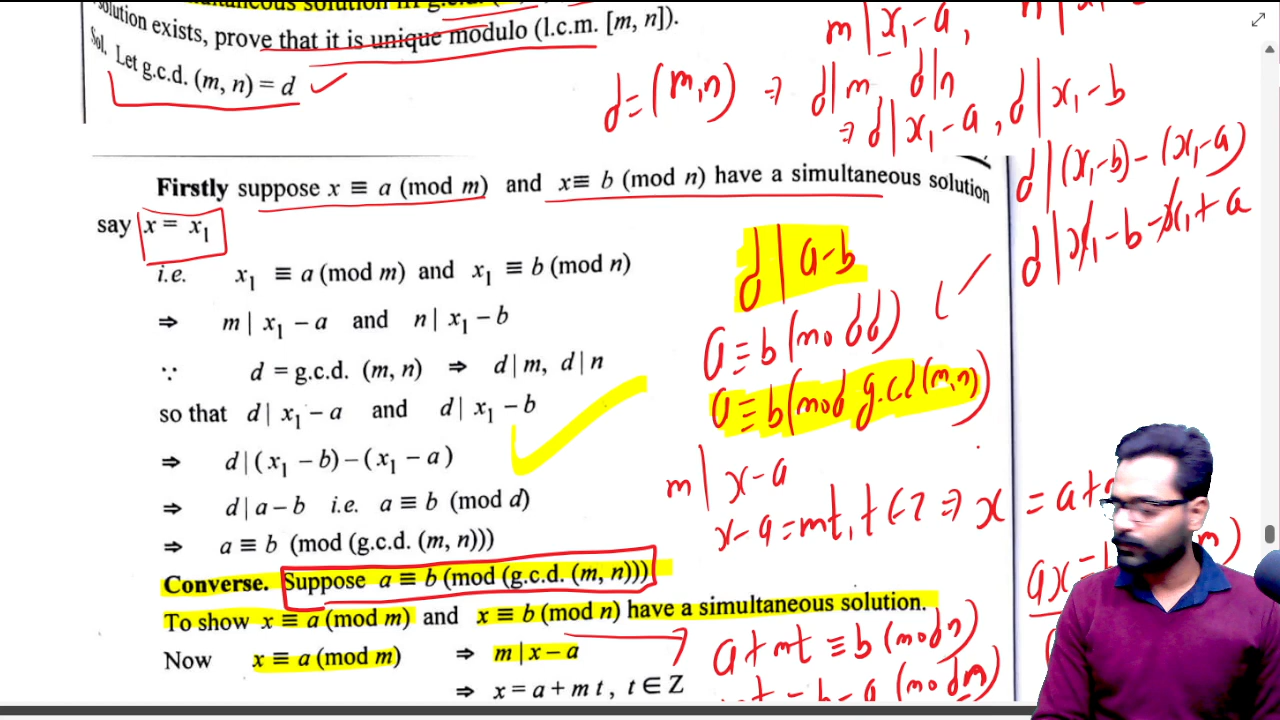 solution exists, prove that it is unique modulo (l.c.m. [m, n]).
Sol. Let g.c.d. (m, n) = d
Firstly suppose x ≡ a (mod m) and x≡ b (mod n) have a simultaneous solution
say x = x₁
i.e. x₁ ≡ a (mod m) and x₁ ≡ b (mod n)
⇒ m | x₁ − a and n | x₁ − b
∵ d = g.c.d. (m, n) ⇒ d | m, d | n
so that d | x₁ − a and d | x₁ − b
⇒ d | (x₁ − b) − (x₁ − a)
⇒ d | a − b i.e. a ≡ b (mod d)
⇒ a ≡ b (mod (g.c.d. (m, n)))
Converse. Suppose a ≡ b (mod (g.c.d. (m, n)))
To show x ≡ a (mod m) and x ≡ b (mod n) have a simultaneous solution.
Now x ≡ a (mod m) ⇒ m | x − a
⇒ x = a + m t, t ∈ Z
m | x₁ − a,
d = (m, n) ⇒ d | m, d | n
⇒ d | x₁ − a, d | x₁ − b
d | (x₁ − b) − (x₁ − a)
d | x₁ − b − x₁ + a
d | a − b
a ≡ b (mod d)
a ≡ b (mod g.c.d (m, n))
m | x − a
x − a = mt, t ∈ Z ⇒ x = a +
a + mt ≡ b (mod n)